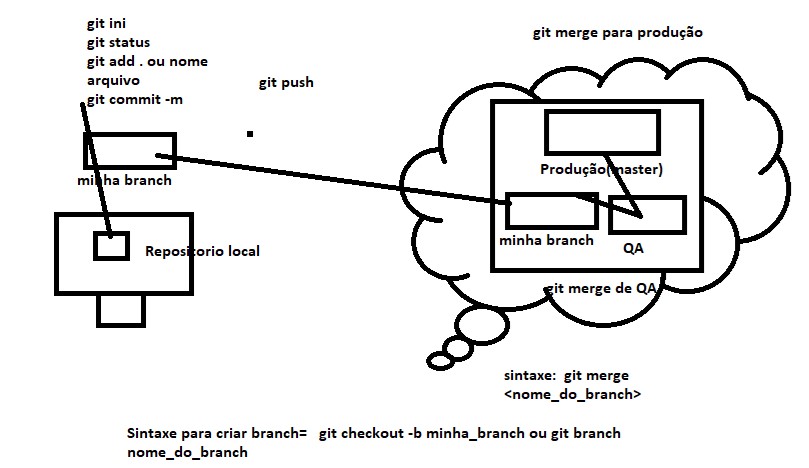 git ini
git status
git add . ou nome
arquivo
git commit -m
git push
minha branch
Repositorio local
git merge para produção
Produção(master)
minha branch
QA
git merge de QA
sintaxe:  git merge
<nome_do_branch>
Sintaxe para criar branch=   git checkout -b minha_branch ou git branch
nome_do_branch